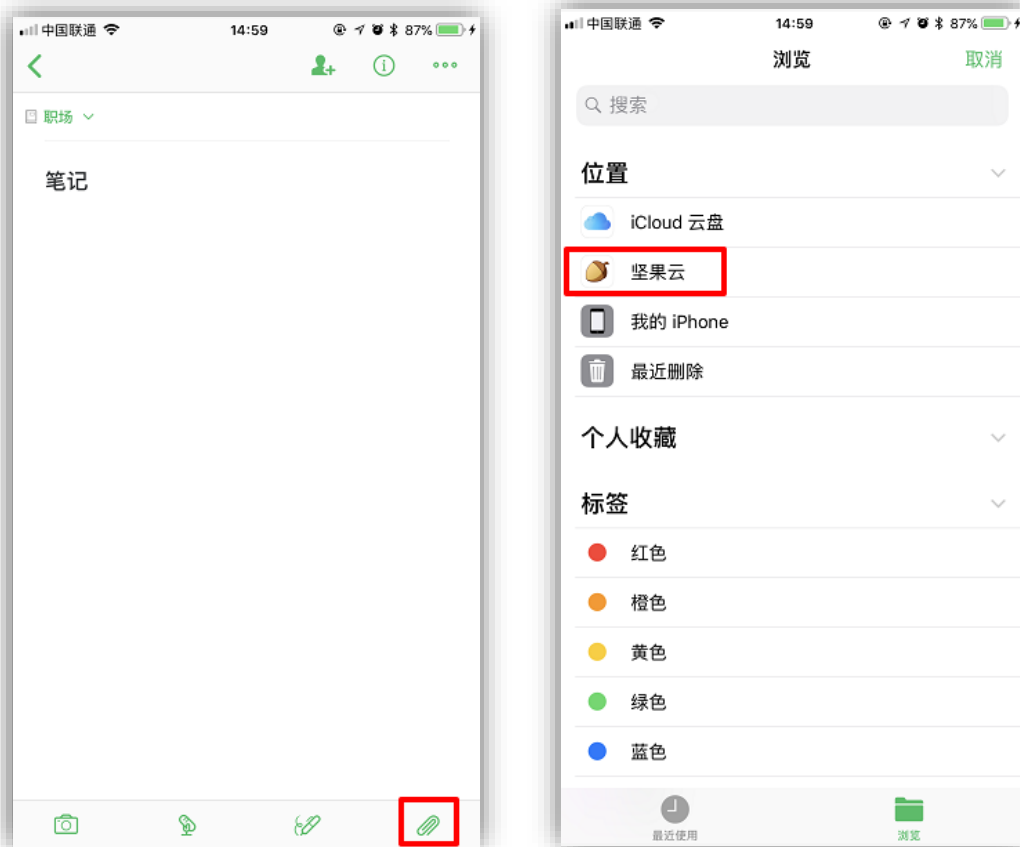 中国联通 14:59 87%
职场
笔记
中国联通 14:59 87%
浏览 取消
搜索
位置
iCloud 云盘
坚果云
我的 iPhone
最近删除
个人收藏
标签
红色
橙色
黄色
绿色
蓝色
最近使用 浏览